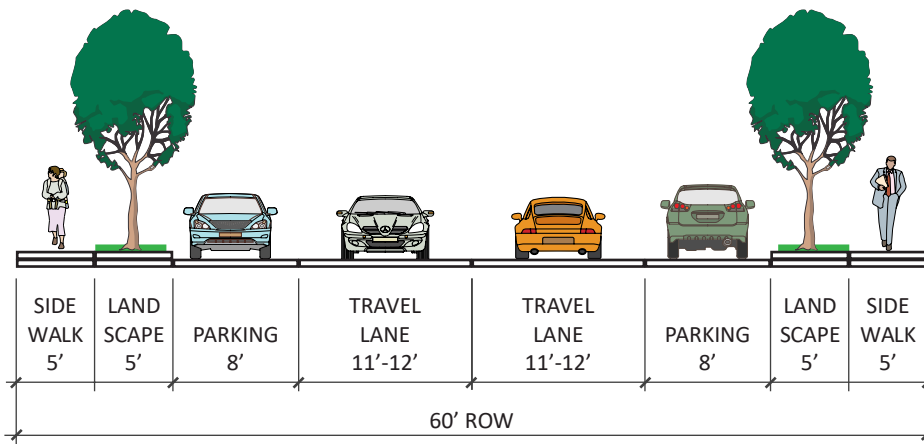 SIDE
WALK
5'
LAND
SCAPE
5'
PARKING
8'
TRAVEL
LANE
11'-12'
TRAVEL
LANE
11'-12'
PARKING
8'
LAND
SCAPE
5'
SIDE
WALK
5'
60' ROW